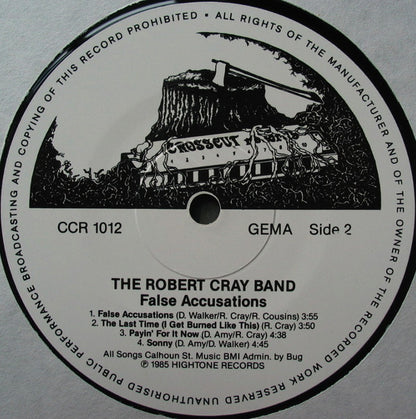 PUBLIC PERFORMANCE BROADCASTING AND COPYING OF THIS RECORD PROHIBITED • ALL RIGHTS OF THE MANUFACTURER AND OF THE OWNER OF THE RECORDED WORK RESERVED UNAUTHORISED
CROSSCUT
CCR 1012
GEMA Side 2
THE ROBERT CRAY BAND
False Accusations
1. False Accusations (D. Walker/R. Cray/R. Cousins) 3:55
2. The Last Time (I Get Burned Like This) (R. Cray) 3:50
3. Payin' For It Now (D. Amy/R. Cray) 4:38
4. Sonny (D. Amy/D. Walker) 4:45
All Songs Calhoun St. Music BMI Admin. by Bug
℗ 1985 HIGHTONE RECORDS